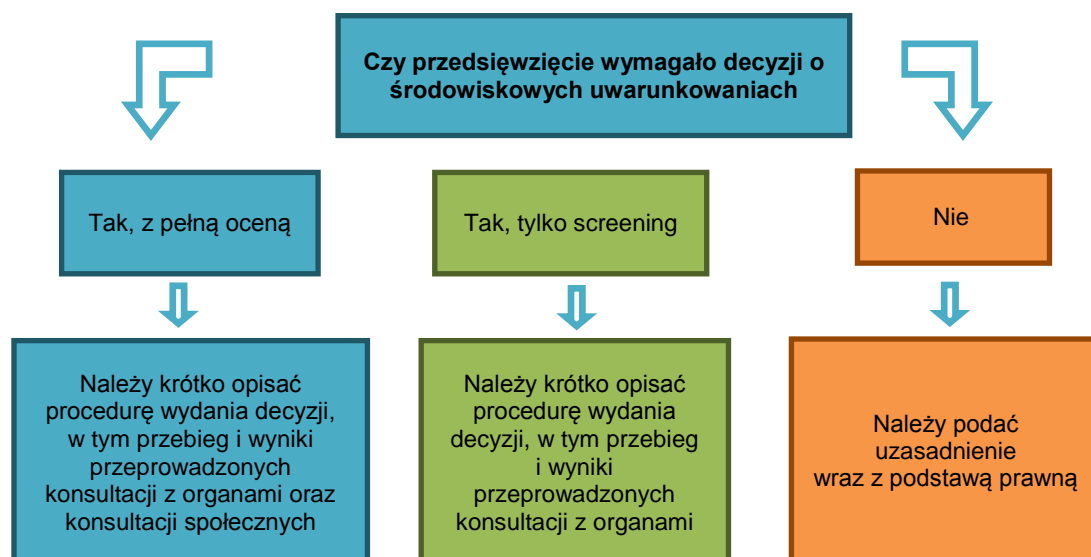 Czy przedsięwzięcie wymagało decyzji o
środowiskowych uwarunkowaniach
Tak, z pełną oceną
Tak, tylko screening
Nie
Należy krótko opisać
procedurę wydania decyzji,
w tym przebieg i wyniki
przeprowadzonych
konsultacji z organami oraz
konsultacji społecznych
Należy krótko opisać
procedurę wydania
decyzji, w tym przebieg
i wyniki
przeprowadzonych
konsultacji z organami
Należy podać
uzasadnienie
wraz z podstawą prawną